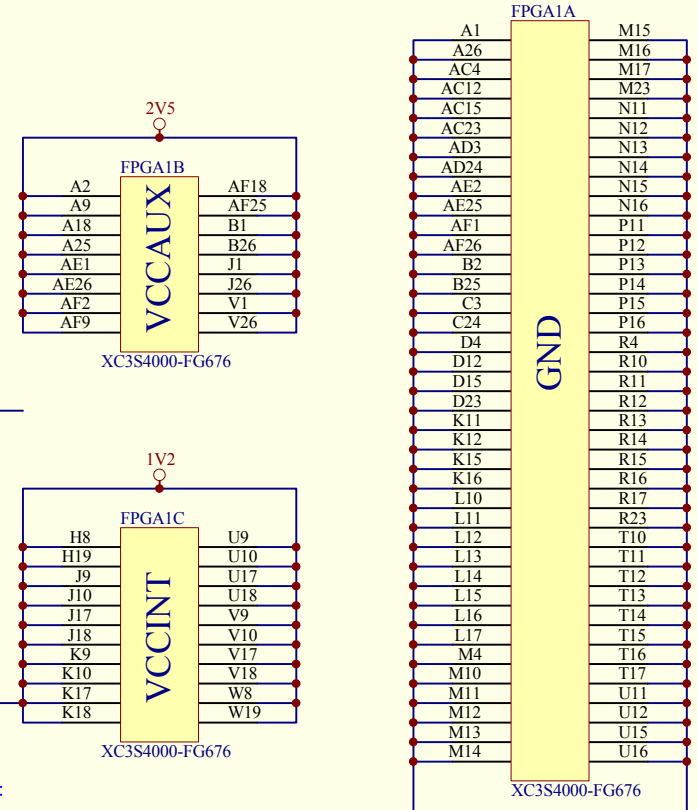 2V5
FPGA1B
A2 AF18
A9 AF25
A18 B1
A25 B26
AE1 J1
AE26 J26
AF2 V1
AF9 V26
VCCAUX
XC3S4000-FG676
1V2
FPGA1C
H8 U9
H19 U10
J9 U17
J10 U18
J17 V9
J18 V10
K9 V17
K10 V18
K17 W8
K18 W19
VCCINT
XC3S4000-FG676
FPGA1A
A1 M15
A26 M16
AC4 M17
AC12 M23
AC15 N11
AC23 N12
AD3 N13
AD24 N14
AE2 N15
AE25 N16
AF1 P11
AF26 P12
B2 P13
B25 P14
C3 P15
C24 P16
D4 R4
D12 R10
D15 R11
D23 R12
K11 R13
K12 R14
K15 R15
K16 R16
L10 R17
L11 R23
L12 T10
L13 T11
L14 T12
L15 T13
L16 T14
L17 T15
M4 T16
M10 T17
M11 U11
M12 U12
M13 U15
M14 U16
GND
XC3S4000-FG676